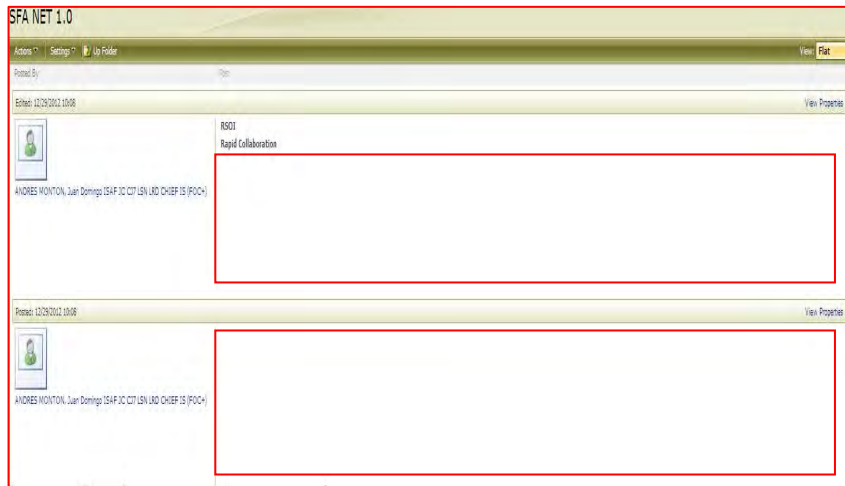 SFA NET 1.0
Actions Settings Up Folder View: Flat
Posted By Post
Edited: 12/29/2012 10:08 View Properties
RSOI
Rapid Collaboration
ANDRES MONTON, Juan Domingo ISAF JC CJ7 LSN LRD CHIEF IS (FOC+)
Posted: 12/29/2012 10:08 View Properties
ANDRES MONTON, Juan Domingo ISAF JC CJ7 LSN LRD CHIEF IS (FOC+)